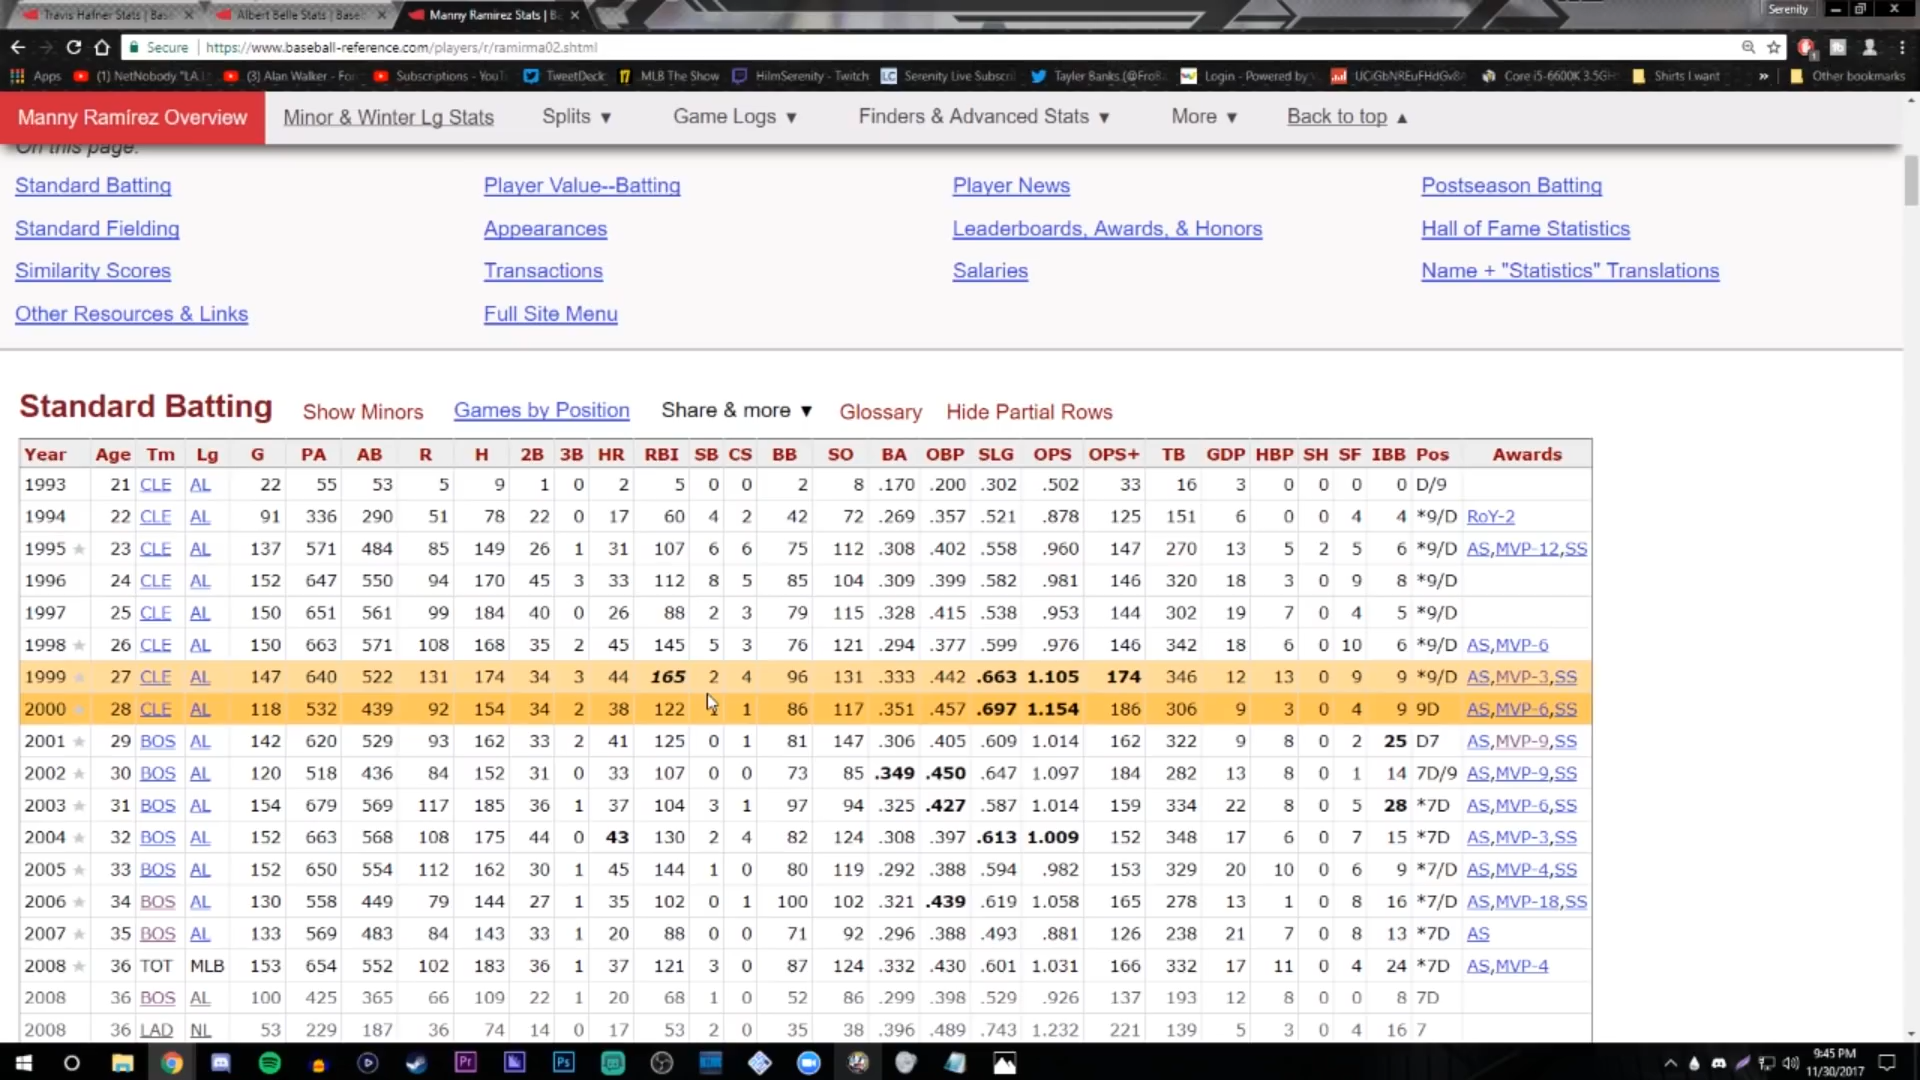 Travis Hafner Stats | Bas
Albert Belle Stats | Base
Manny Ramirez Stats | B
Serenity
Secure
https://www.baseball-reference.com/players/r/ramirma02.shtml
Apps
(1) NetNobody "LA
(3) Alan Walker - Fo
Subscriptions - YouT
TweetDeck
MLB The Show
HilmSerenity - Twitch
Serenity Live Subscri
Tayler Banks (@Fro
Login - Powered by
Core i5-6600K 3.5GH
Shirts I want
»
Other bookmarks
Manny Ramírez Overview
Minor & Winter Lg Stats
Splits ▼
Game Logs ▼
Finders & Advanced Stats ▼
More ▼
Back to top ▲
On this page:
Standard Batting
Player Value--Batting
Player News
Postseason Batting
Standard Fielding
Appearances
Leaderboards, Awards, & Honors
Hall of Fame Statistics
Similarity Scores
Transactions
Salaries
Name + "Statistics" Translations
Other Resources & Links
Full Site Menu
Standard Batting
Show Minors
Games by Position
Share & more ▼
Glossary
Hide Partial Rows
Year Age Tm Lg G PA AB R H 2B 3B HR RBI SB CS BB SO BA OBP SLG OPS OPS+ TB GDP HBP SH SF IBB Pos Awards
1993 21 CLE AL 22 55 53 5 9 1 0 2 5 0 0 2 8 .170 .200 .302 .502 33 16 3 0 0 0 0 D/9
1994 22 CLE AL 91 336 290 51 78 22 0 17 60 4 2 42 72 .269 .357 .521 .878 125 151 6 0 0 4 4 *9/D RoY-2
1995 ★ 23 CLE AL 137 571 484 85 149 26 1 31 107 6 6 75 112 .308 .402 .558 .960 147 270 13 5 2 5 6 *9/D AS,MVP-12,SS
1996 24 CLE AL 152 647 550 94 170 45 3 33 112 8 5 85 104 .309 .399 .582 .981 146 320 18 3 0 9 8 *9/D
1997 25 CLE AL 150 651 561 99 184 40 0 26 88 2 3 79 115 .328 .415 .538 .953 144 302 19 7 0 4 5 *9/D
1998 ★ 26 CLE AL 150 663 571 108 168 35 2 45 145 5 3 76 121 .294 .377 .599 .976 146 342 18 6 0 10 6 *9/D AS,MVP-6
1999 ★ 27 CLE AL 147 640 522 131 174 34 3 44 165 2 4 96 131 .333 .442 .663 1.105 174 346 12 13 0 9 9 *9/D AS,MVP-3,SS
2000 ★ 28 CLE AL 118 532 439 92 154 34 2 38 122 1 86 117 .351 .457 .697 1.154 186 306 9 3 0 4 9 9D AS,MVP-6,SS
2001 ★ 29 BOS AL 142 620 529 93 162 33 2 41 125 0 1 81 147 .306 .405 .609 1.014 162 322 9 8 0 2 25 D7 AS,MVP-9,SS
2002 ★ 30 BOS AL 120 518 436 84 152 31 0 33 107 0 0 73 85 .349 .450 .647 1.097 184 282 13 8 0 1 14 7D/9 AS,MVP-9,SS
2003 ★ 31 BOS AL 154 679 569 117 185 36 1 37 104 3 1 97 94 .325 .427 .587 1.014 159 334 22 8 0 5 28 *7D AS,MVP-6,SS
2004 ★ 32 BOS AL 152 663 568 108 175 44 0 43 130 2 4 82 124 .308 .397 .613 1.009 152 348 17 6 0 7 15 *7D AS,MVP-3,SS
2005 ★ 33 BOS AL 152 650 554 112 162 30 1 45 144 1 0 80 119 .292 .388 .594 .982 153 329 20 10 0 6 9 *7/D AS,MVP-4,SS
2006 ★ 34 BOS AL 130 558 449 79 144 27 1 35 102 0 1 100 102 .321 .439 .619 1.058 165 278 13 1 0 8 16 *7/D AS,MVP-18,SS
2007 ★ 35 BOS AL 133 569 483 84 143 33 1 20 88 0 0 71 92 .296 .388 .493 .881 126 238 21 7 0 8 13 *7D AS
2008 ★ 36 TOT MLB 153 654 552 102 183 36 1 37 121 3 0 87 124 .332 .430 .601 1.031 166 332 17 11 0 4 24 *7D AS,MVP-4
2008 36 BOS AL 100 425 365 66 109 22 1 20 68 1 0 52 86 .299 .398 .529 .926 137 193 12 8 0 0 8 7D
2008 36 LAD NL 53 229 187 36 74 14 0 17 53 2 0 35 38 .396 .489 .743 1.232 221 139 5 3 0 4 16 7
9:45 PM
11/30/2017